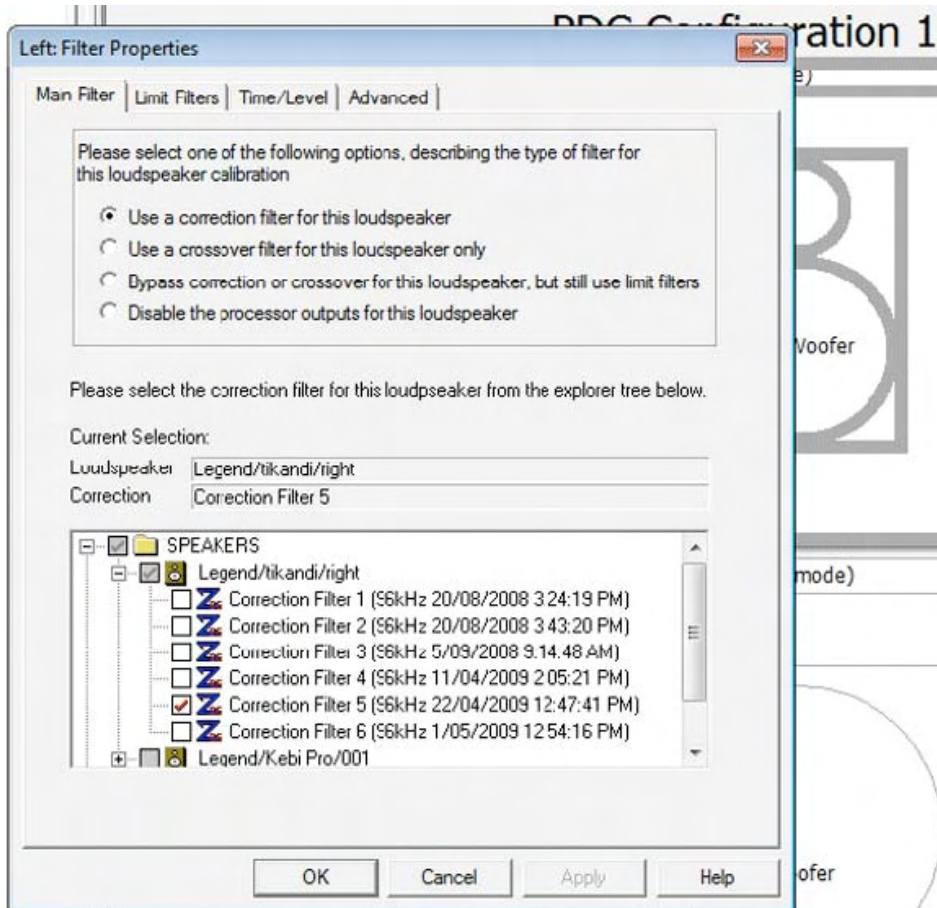 PDC Configuration 1
Left: Filter Properties
e)
Main Filter
Limit Filters
Time/Level
Advanced
Please select one of the following options, describing the type of filter for
this loudspeaker calibration
Use a correction filter for this loudspeaker
Use a crossover filter for this loudspeaker only
Bypass correction or crossover for this loudspeaker, but still use limit filters
Disable the processor outputs for this loudspeaker
Woofer
Please select the correction filter for this loudpseaker from the explorer tree below.
Current Selection:
Loudspeaker Legend/tikandi/right
Correction Correction Filter 5
SPEAKERS
Legend/tikandi/right
mode)
Correction Filter 1 (96kHz 20/08/2008 3:24:19 PM)
Correction Filter 2 (96kHz 20/08/2008 3:43:20 PM)
Correction Filter 3 (96kHz 5/09/2008 9:14:48 AM)
Correction Filter 4 (96kHz 11/04/2009 2:05:21 PM)
Correction Filter 5 (96kHz 22/04/2009 12:47:41 PM)
Correction Filter 6 (96kHz 1/05/2009 12:54:16 PM)
Legend/Kebi Pro/001
ofer
OK
Cancel
Apply
Help